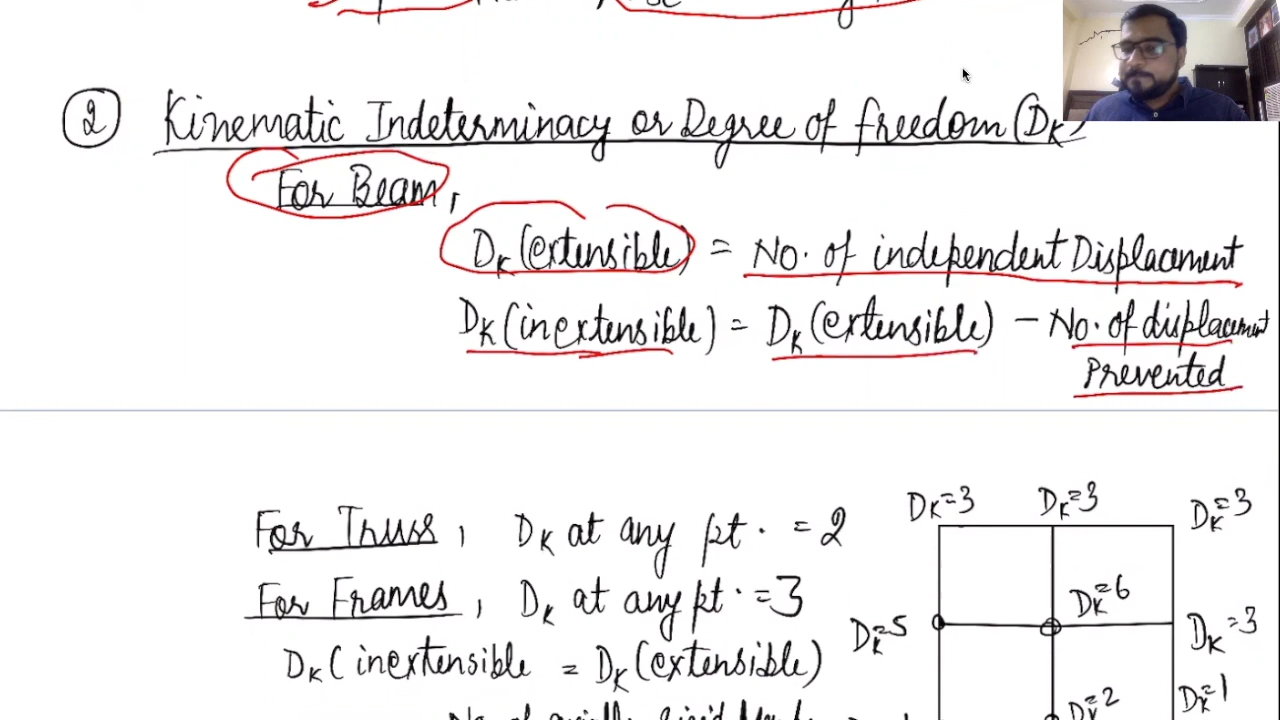 ② Kinematic Indeterminacy or Degree of freedom (DK)
For Beam,
DK (extensible) = No. of independent Displacement
DK (inextensible) = DK (extensible) - No. of displacement
Prevented
For Truss, DK at any pt. = 2
For Frames, DK at any pt. = 3
DK (inextensible = DK (extensible)
DK=3 DK=3 DK=3
DK=6
DK=5 DK=3
DK=1
DK=2